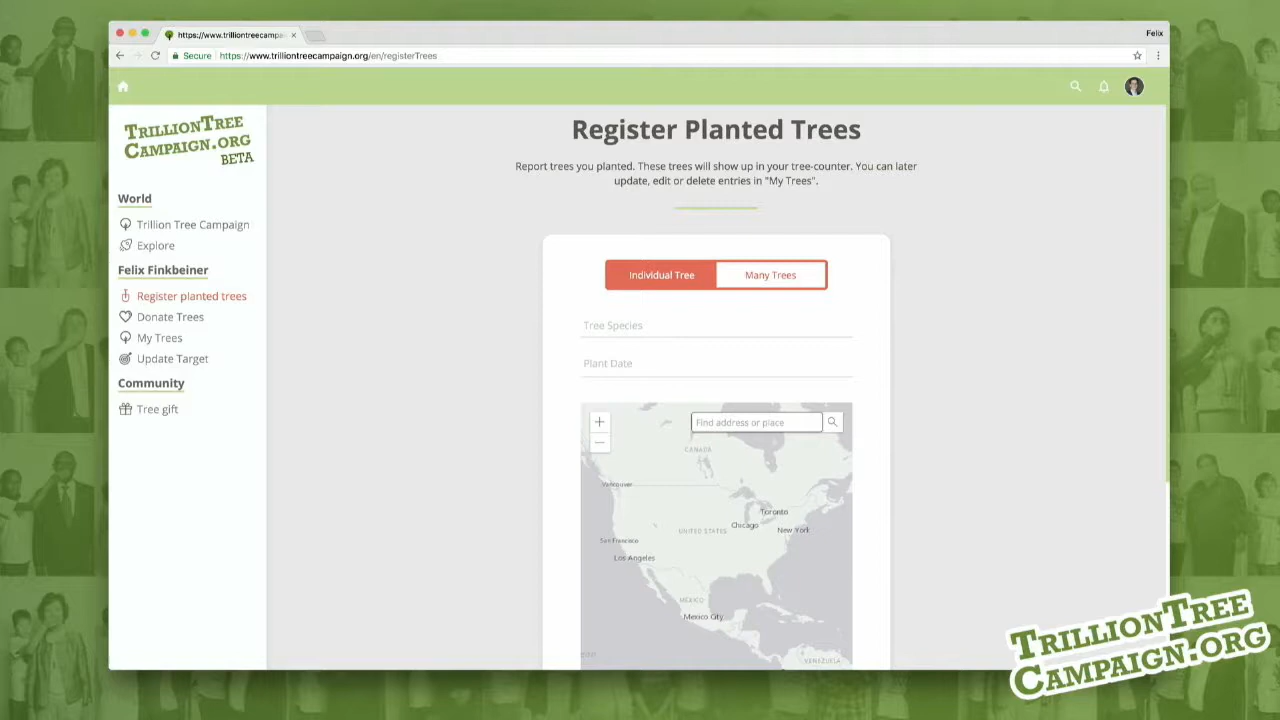 Felix
https://www.trilliontreecampai
Secure https://www.trilliontreecampaign.org/en/registerTrees
TRILLIONTREE
CAMPAIGN.ORG
BETA
World
Trillion Tree Campaign
Explore
Felix Finkbeiner
Register planted trees
Donate Trees
My Trees
Update Target
Community
Tree gift
Register Planted Trees
Report trees you planted. These trees will show up in your tree-counter. You can later
update, edit or delete entries in "My Trees".
Individual Tree
Many Trees
Tree Species
Plant Date
+
−
Find address or place
CANADA
Vancouver
Toronto
Chicago
New York
UNITED STATES
San Francisco
Los Angeles
MÉXICO
Mexico City
VENEZUELA
TRILLIONTREE
CAMPAIGN.ORG